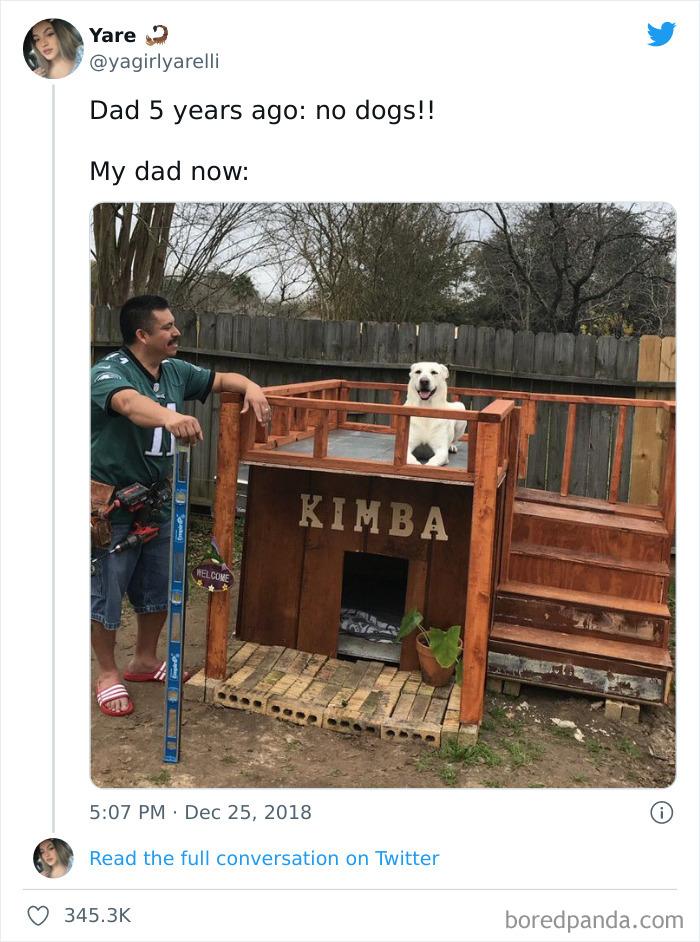 Yare
@yagirlyarelli
Dad 5 years ago: no dogs!!
My dad now:
KIMBA
WELCOME
5:07 PM · Dec 25, 2018
Read the full conversation on Twitter
345.3K
boredpanda.com